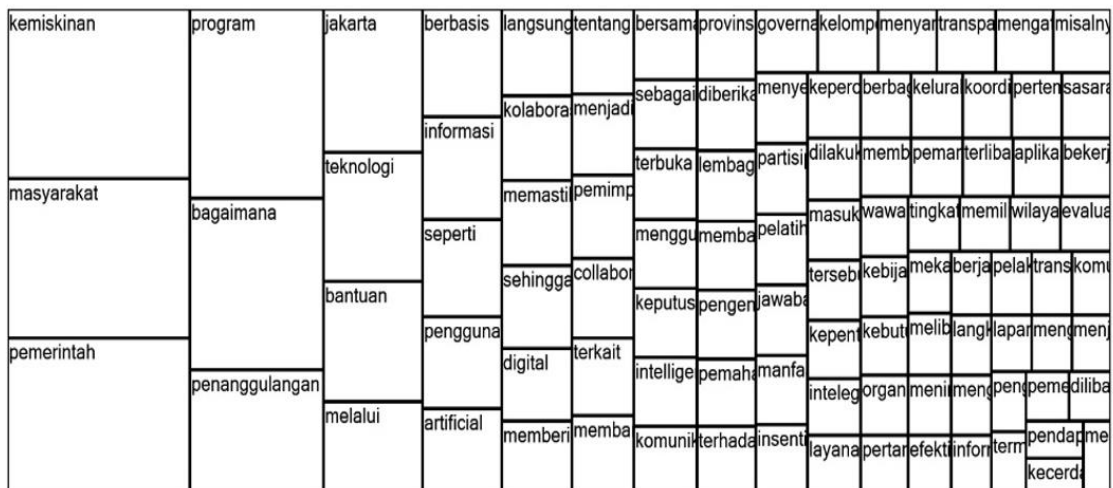 kemiskinan
masyarakat
pemerintah
program
bagaimana
penanggulangan
jakarta
teknologi
bantuan
melalui
berbasis
informasi
seperti
pengguna
artificial
langsung
kolabora
memasti
sehingga
digital
memberi
tentang
menjadi
pemimp
collabor
terkait
memba
bersama
sebagai
terbuka
menggu
keputus
intellige
komunik
provins
diberika
lembag
memba
pengen
pemaha
terhada
governa
menye
partisi
pelatih
jawaba
manfa
insenti
kelomp
menyar
transpa
menga
misalny
keperc
berbag
kelura
koordi
perten
sasara
dilakuk
memb
pemar
terliba
aplika
bekerj
masuk
wawa
tingkat
memil
wilaya
evalua
terseb
kebija
meka
berja
pelak
trans
komu
kepent
kebutu
melib
langk
lapar
meng
menj
inteleg
organ
menin
meng
peng
peme
diliba
layana
pertar
efekti
infor
term
pendap
me
kecerda